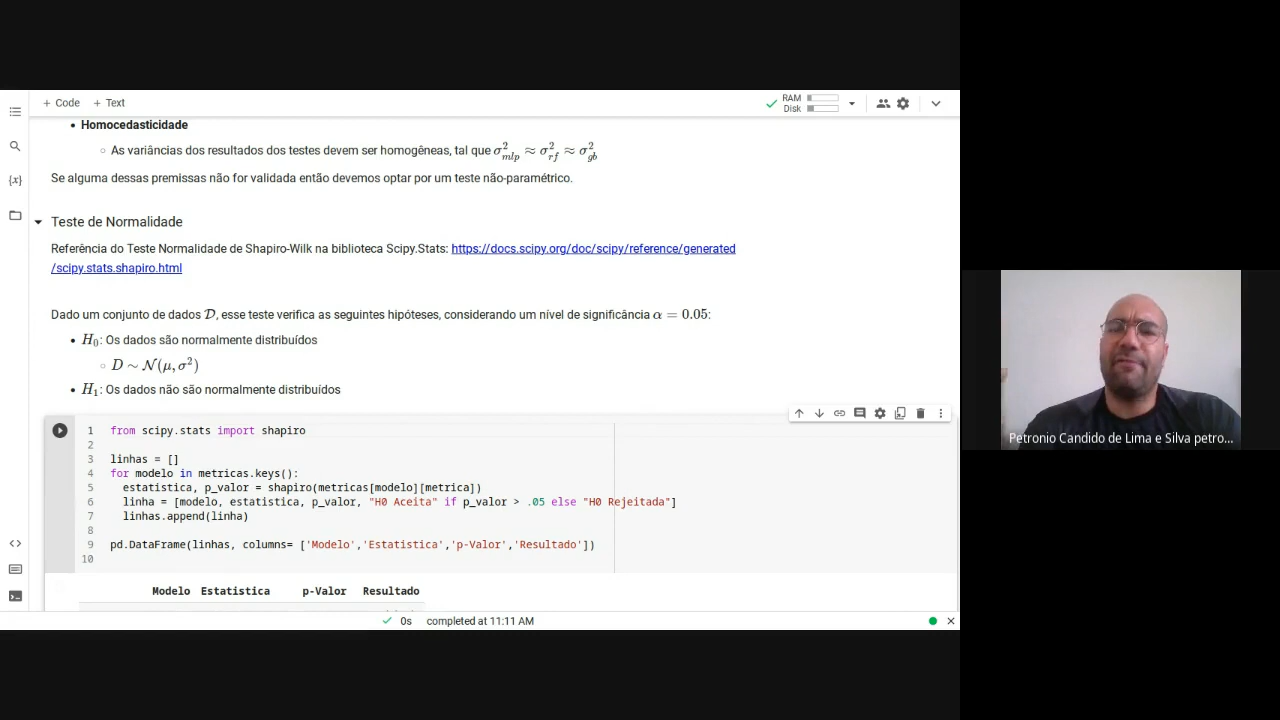 + Code + Text
RAM
Disk
• Homocedasticidade
○ As variâncias dos resultados dos testes devem ser homogêneas, tal que σ²mlp ≈ σ²rf ≈ σ²gb
Se alguma dessas premissas não for validada então devemos optar por um teste não-paramétrico.
Teste de Normalidade
Referência do Teste Normalidade de Shapiro-Wilk na biblioteca Scipy.Stats: https://docs.scipy.org/doc/scipy/reference/generated
/scipy.stats.shapiro.html
Dado um conjunto de dados 𝒟, esse teste verifica as seguintes hipóteses, considerando um nível de significância α = 0.05:
• H₀: Os dados são normalmente distribuídos
○ D ∼ 𝒩(μ, σ²)
• H₁: Os dados não são normalmente distribuídos
1 from scipy.stats import shapiro
2
3 linhas = []
4 for modelo in metricas.keys():
5   estatistica, p_valor = shapiro(metricas[modelo][metrica])
6   linha = [modelo, estatistica, p_valor, "H0 Aceita" if p_valor > .05 else "H0 Rejeitada"]
7   linhas.append(linha)
8
9 pd.DataFrame(linhas, columns= ['Modelo','Estatistica','p-Valor','Resultado'])
10
Modelo Estatistica p-Valor Resultado
0s completed at 11:11 AM
Petronio Candido de Lima e Silva petro...